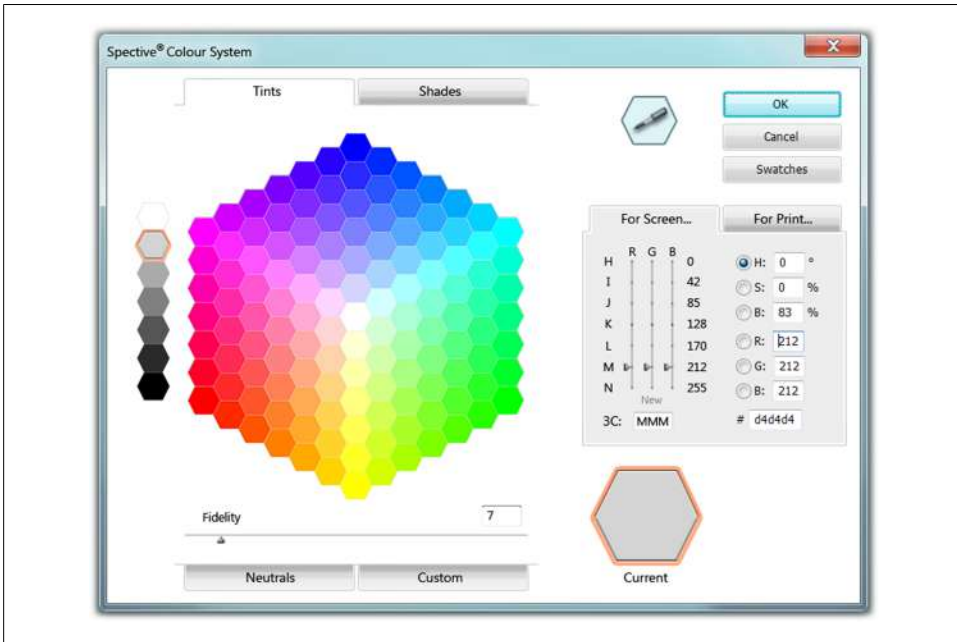 Spective® Colour System
X
Tints
Shades
OK
Cancel
Swatches
For Screen...
For Print...
R G B
H 0
I 42
J 85
K 128
L 170
M 212
N 255
New
3C: MMM
H: 0 °
S: 0 %
B: 83 %
R: 212
G: 212
B: 212
# d4d4d4
Fidelity 7
Neutrals
Custom
Current